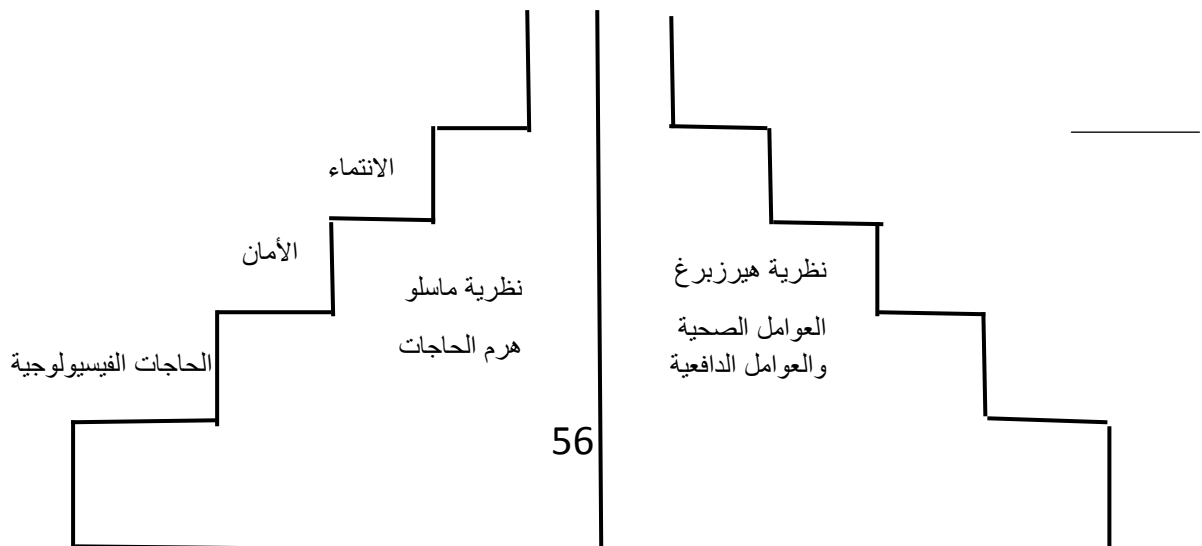 الانتماء
الأمان
الحاجات الفيسيولوجية
نظرية هيرزبرغ
العوامل الصحية
والعوامل الدافعية
نظرية ماسلو
هرم الحاجات
56